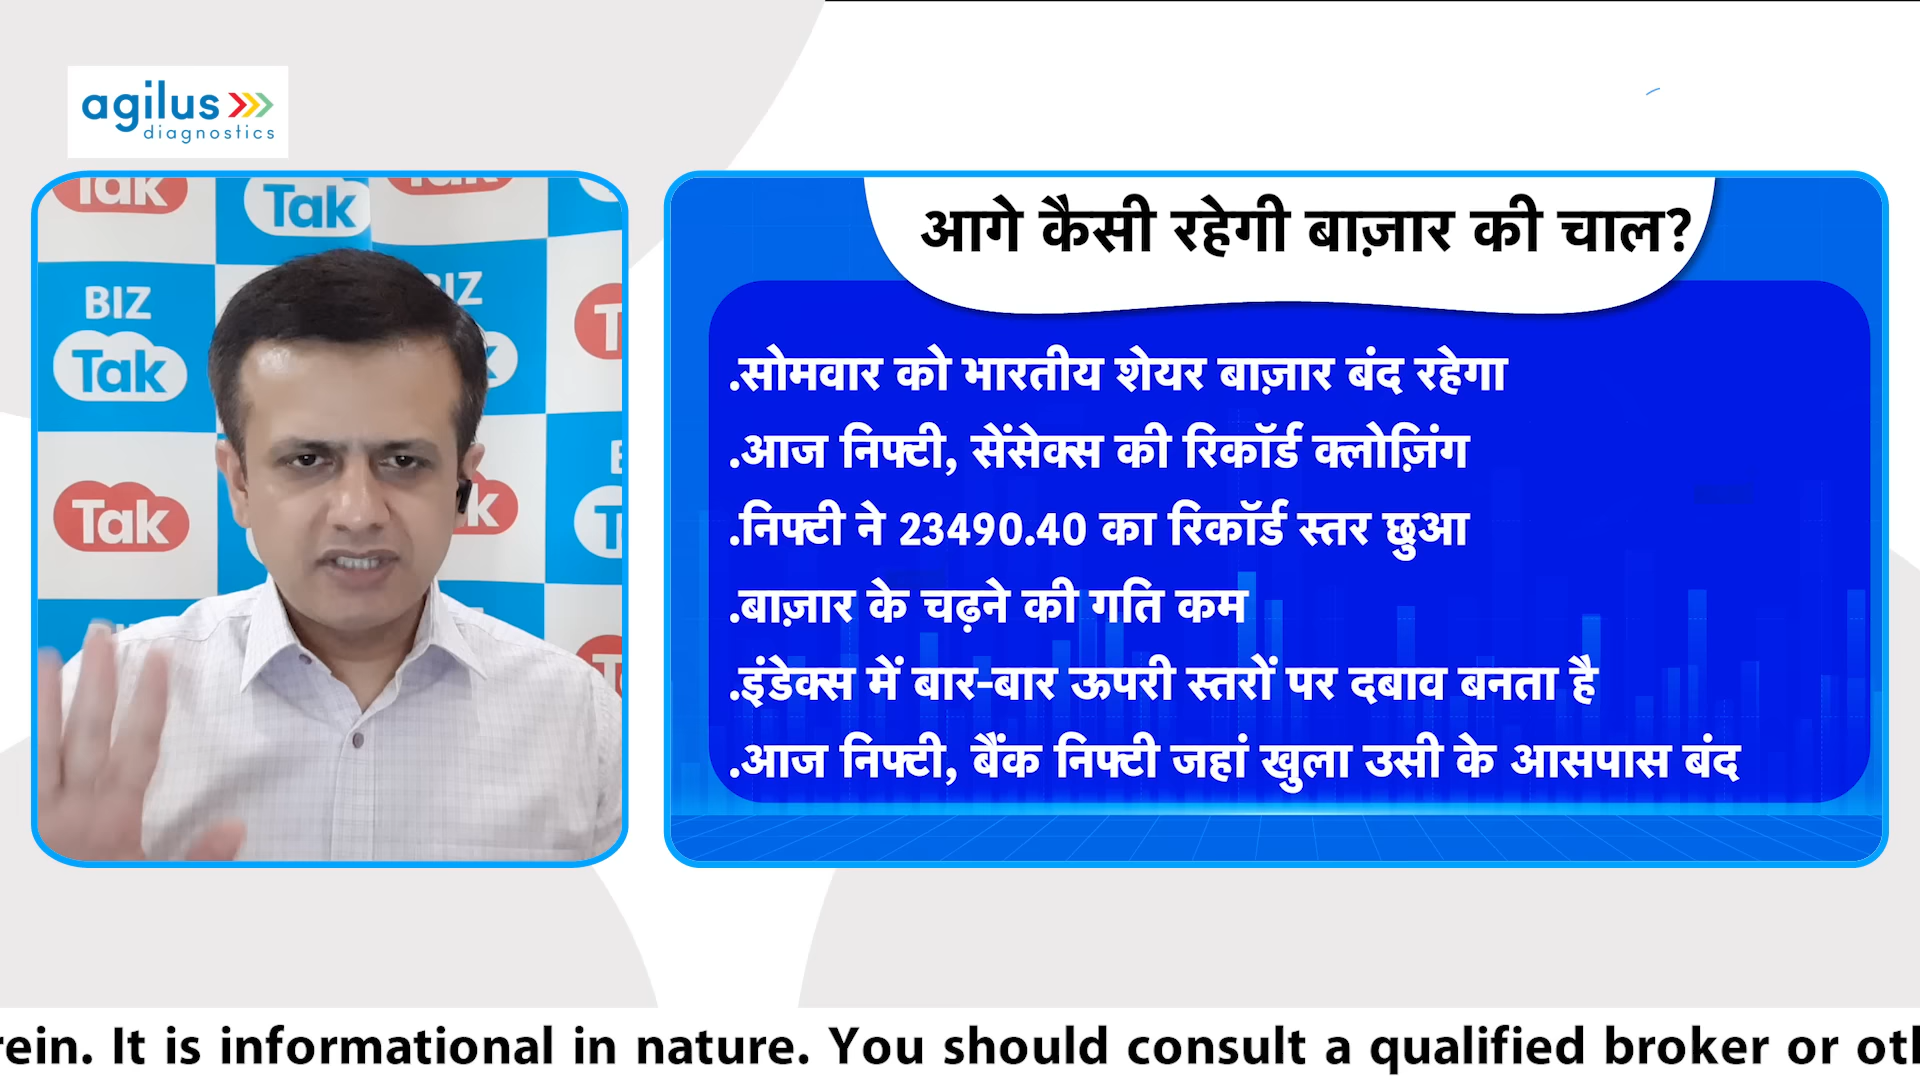 agilus
diagnostics
Tak
Tak
BIZ
Tak
Tak
आगे कैसी रहेगी बाज़ार की चाल?
.सोमवार को भारतीय शेयर बाज़ार बंद रहेगा
.आज निफ्टी, सेंसेक्स की रिकॉर्ड क्लोज़िंग
.निफ्टी ने 23490.40 का रिकॉर्ड स्तर छुआ
.बाज़ार के चढ़ने की गति कम
.इंडेक्स में बार-बार ऊपरी स्तरों पर दबाव बनता है
.आज निफ्टी, बैंक निफ्टी जहां खुला उसी के आसपास बंद
rein. It is informational in nature. You should consult a qualified broker or